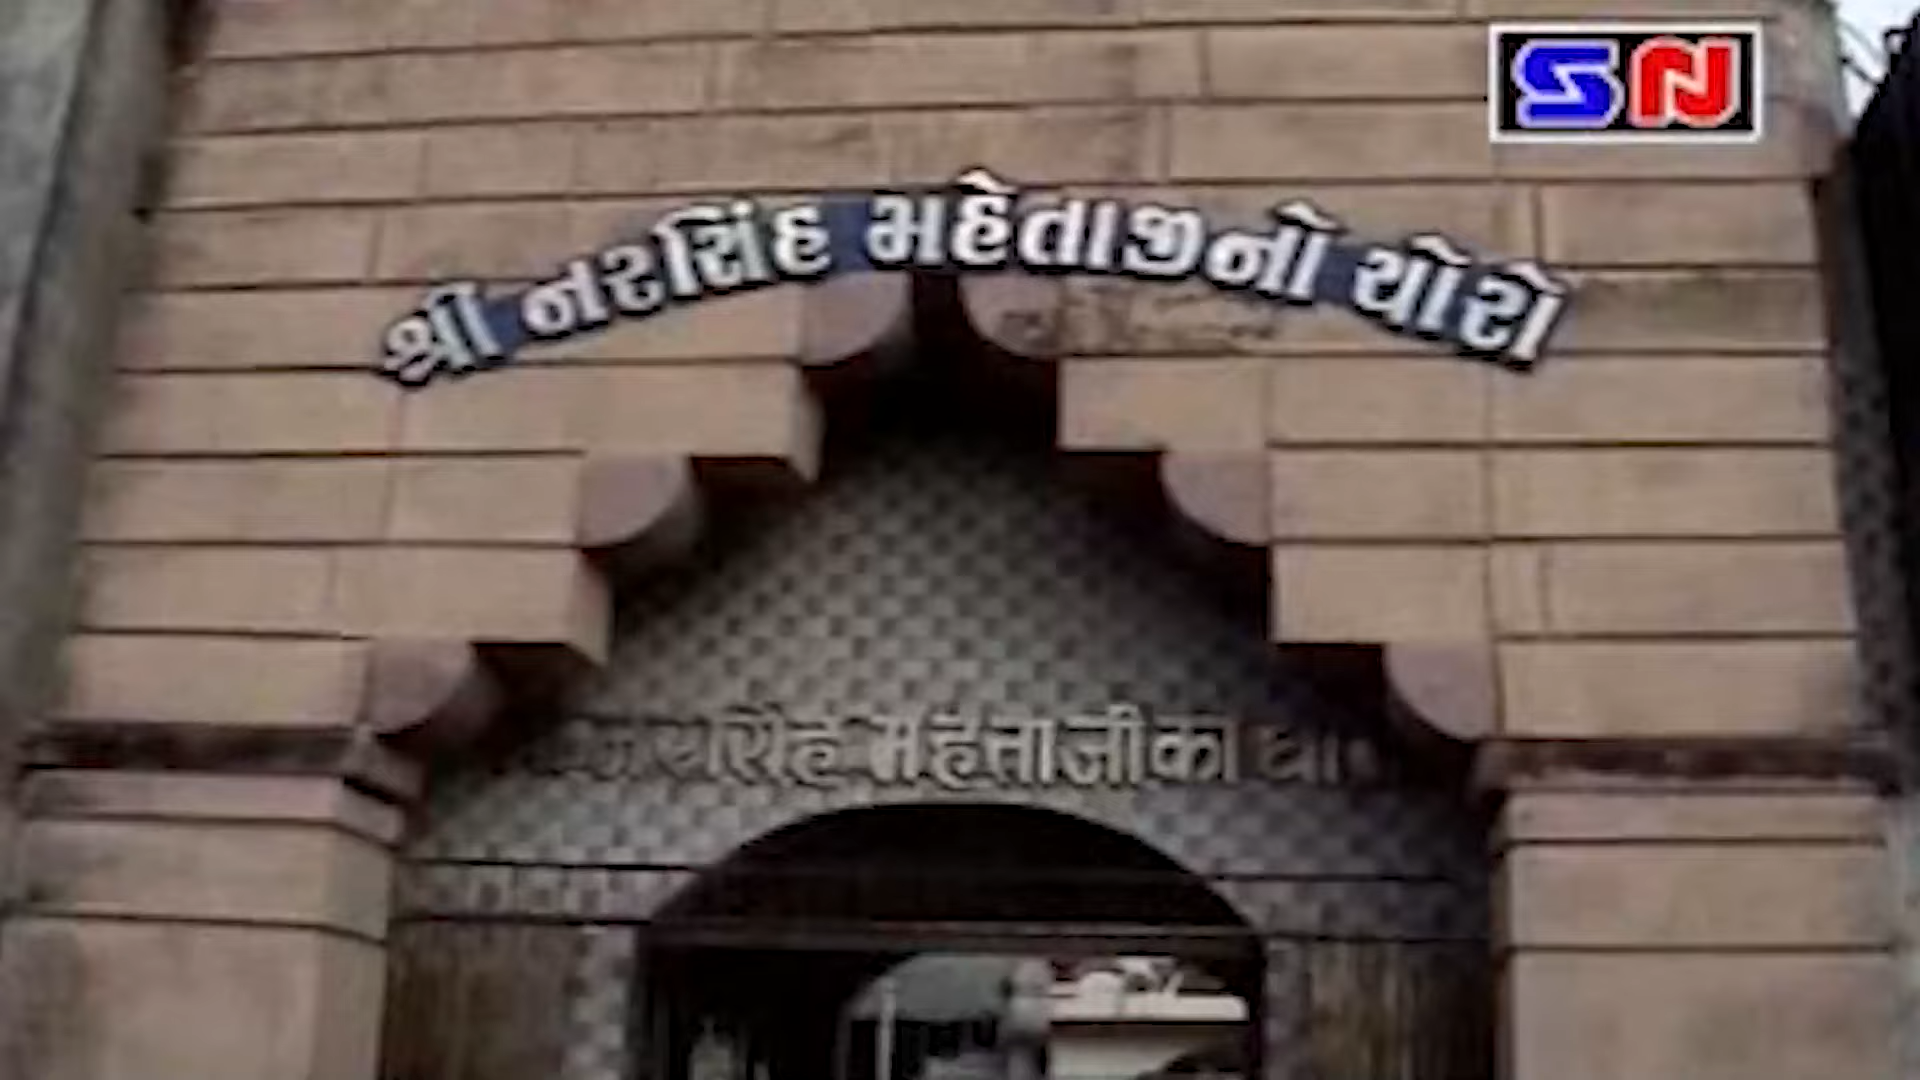 SN
શ્રી નરસિંહ મહેતાજીનો ચોરો
महेताजी का